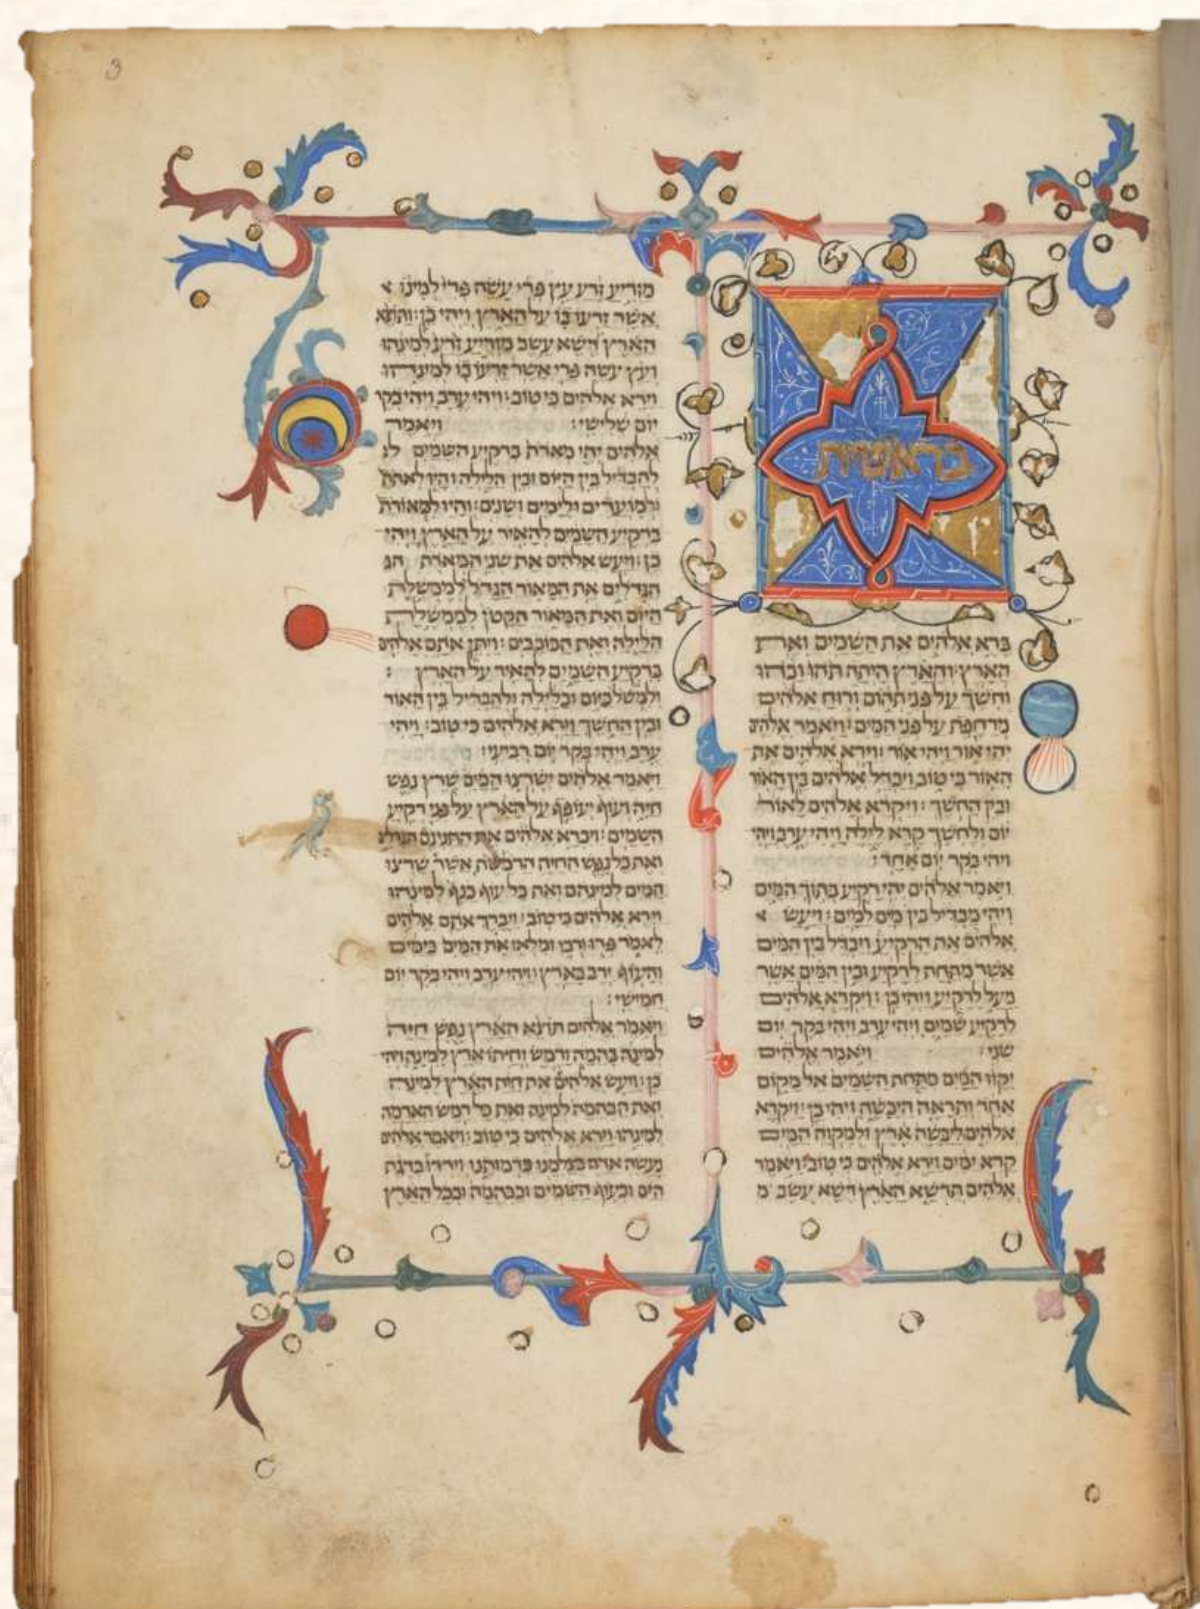 3
בראשית
ברא אלהים את השמים ואת
הארץ: והארץ היתה תהו ובהו
וחשך על פני תהום ורוח אלהים
מרחפת על פני המים: ויאמר אלהים
יהי אור ויהי אור: וירא אלהים את
האור כי טוב ויבדל אלהים בין האור
ובין החשך: ויקרא אלהים לאור
יום ולחשך קרא לילה ויהי ערב ויהי
ויהי בקר יום אחד:
ויאמר אלהים יהי רקיע בתוך המים
ויהי מבדיל בין מים למים: ויעש א
אלהים את הרקיע ויבדל בין המים
אשר מתחת לרקיע ובין המים אשר
מעל לרקיע ויהי כן: ויקרא אלהים
לרקיע שמים ויהי ערב ויהי בקר יום
שני: ויאמר אלהים
יקוו המים מתחת השמים אל מקום
אחד ותראה היבשה ויהי כן: ויקרא
אלהים ליבשה ארץ ולמקוה המים
קרא ימים וירא אלהים כי טוב: ויאמר
אלהים תדשא הארץ דשא עשב מ
מזריע זרע עץ פרי עשה פרי למינו א
אשר זרעו בו על הארץ ויהי כן: ותוצא
הארץ דשא עשב מזריע זרע למינהו
ועץ עשה פרי אשר זרעו בו למינהו
וירא אלהים כי טוב: ויהי ערב ויהי בקר
יום שלישי: ויאמר
אלהים יהי מארת ברקיע השמים לנ
להבדיל בין היום ובין הלילה והיו לאתת
ולמועדים ולימים ושנים: והיו למאורת
ברקיע השמים להאיר על הארץ ויהי
כן: ויעש אלהים את שני המארת הג
הגדלים את המאור הגדל לממשלת
היום ואת המאור הקטן לממשלת
הלילה ואת הכוכבים: ויתן אתם אלהים
ברקיע השמים להאיר על הארץ:
ולמשל ביום ובלילה ולהבדיל בין האור
ובין החשך וירא אלהים כי טוב: ויהי
ערב ויהי בקר יום רביעי:
ויאמר אלהים ישרצו המים שרץ נפש
חיה ועוף יעופף על הארץ על פני רקיע
השמים: ויברא אלהים את התנינם הגדלים
ואת כל נפש החיה הרמשת אשר שרצו
המים למינהם ואת כל עוף כנף למינהו
וירא אלהים כי טוב: ויברך אתם אלהים
לאמר פרו ורבו ומלאו את המים בימים
והעוף ירב בארץ: ויהי ערב ויהי בקר יום
חמישי:
ויאמר אלהים תוצא הארץ נפש חיה
למינה בהמה ורמש וחיתו ארץ למינה ויהי
כן: ויעש אלהים את חית הארץ למינה
ואת הבהמה למינה ואת כל רמש האדמה
למינהו וירא אלהים כי טוב: ויאמר אלהים
נעשה אדם בצלמנו כדמותנו וירדו בדגת
הים ובעוף השמים ובבהמה ובכל הארץ